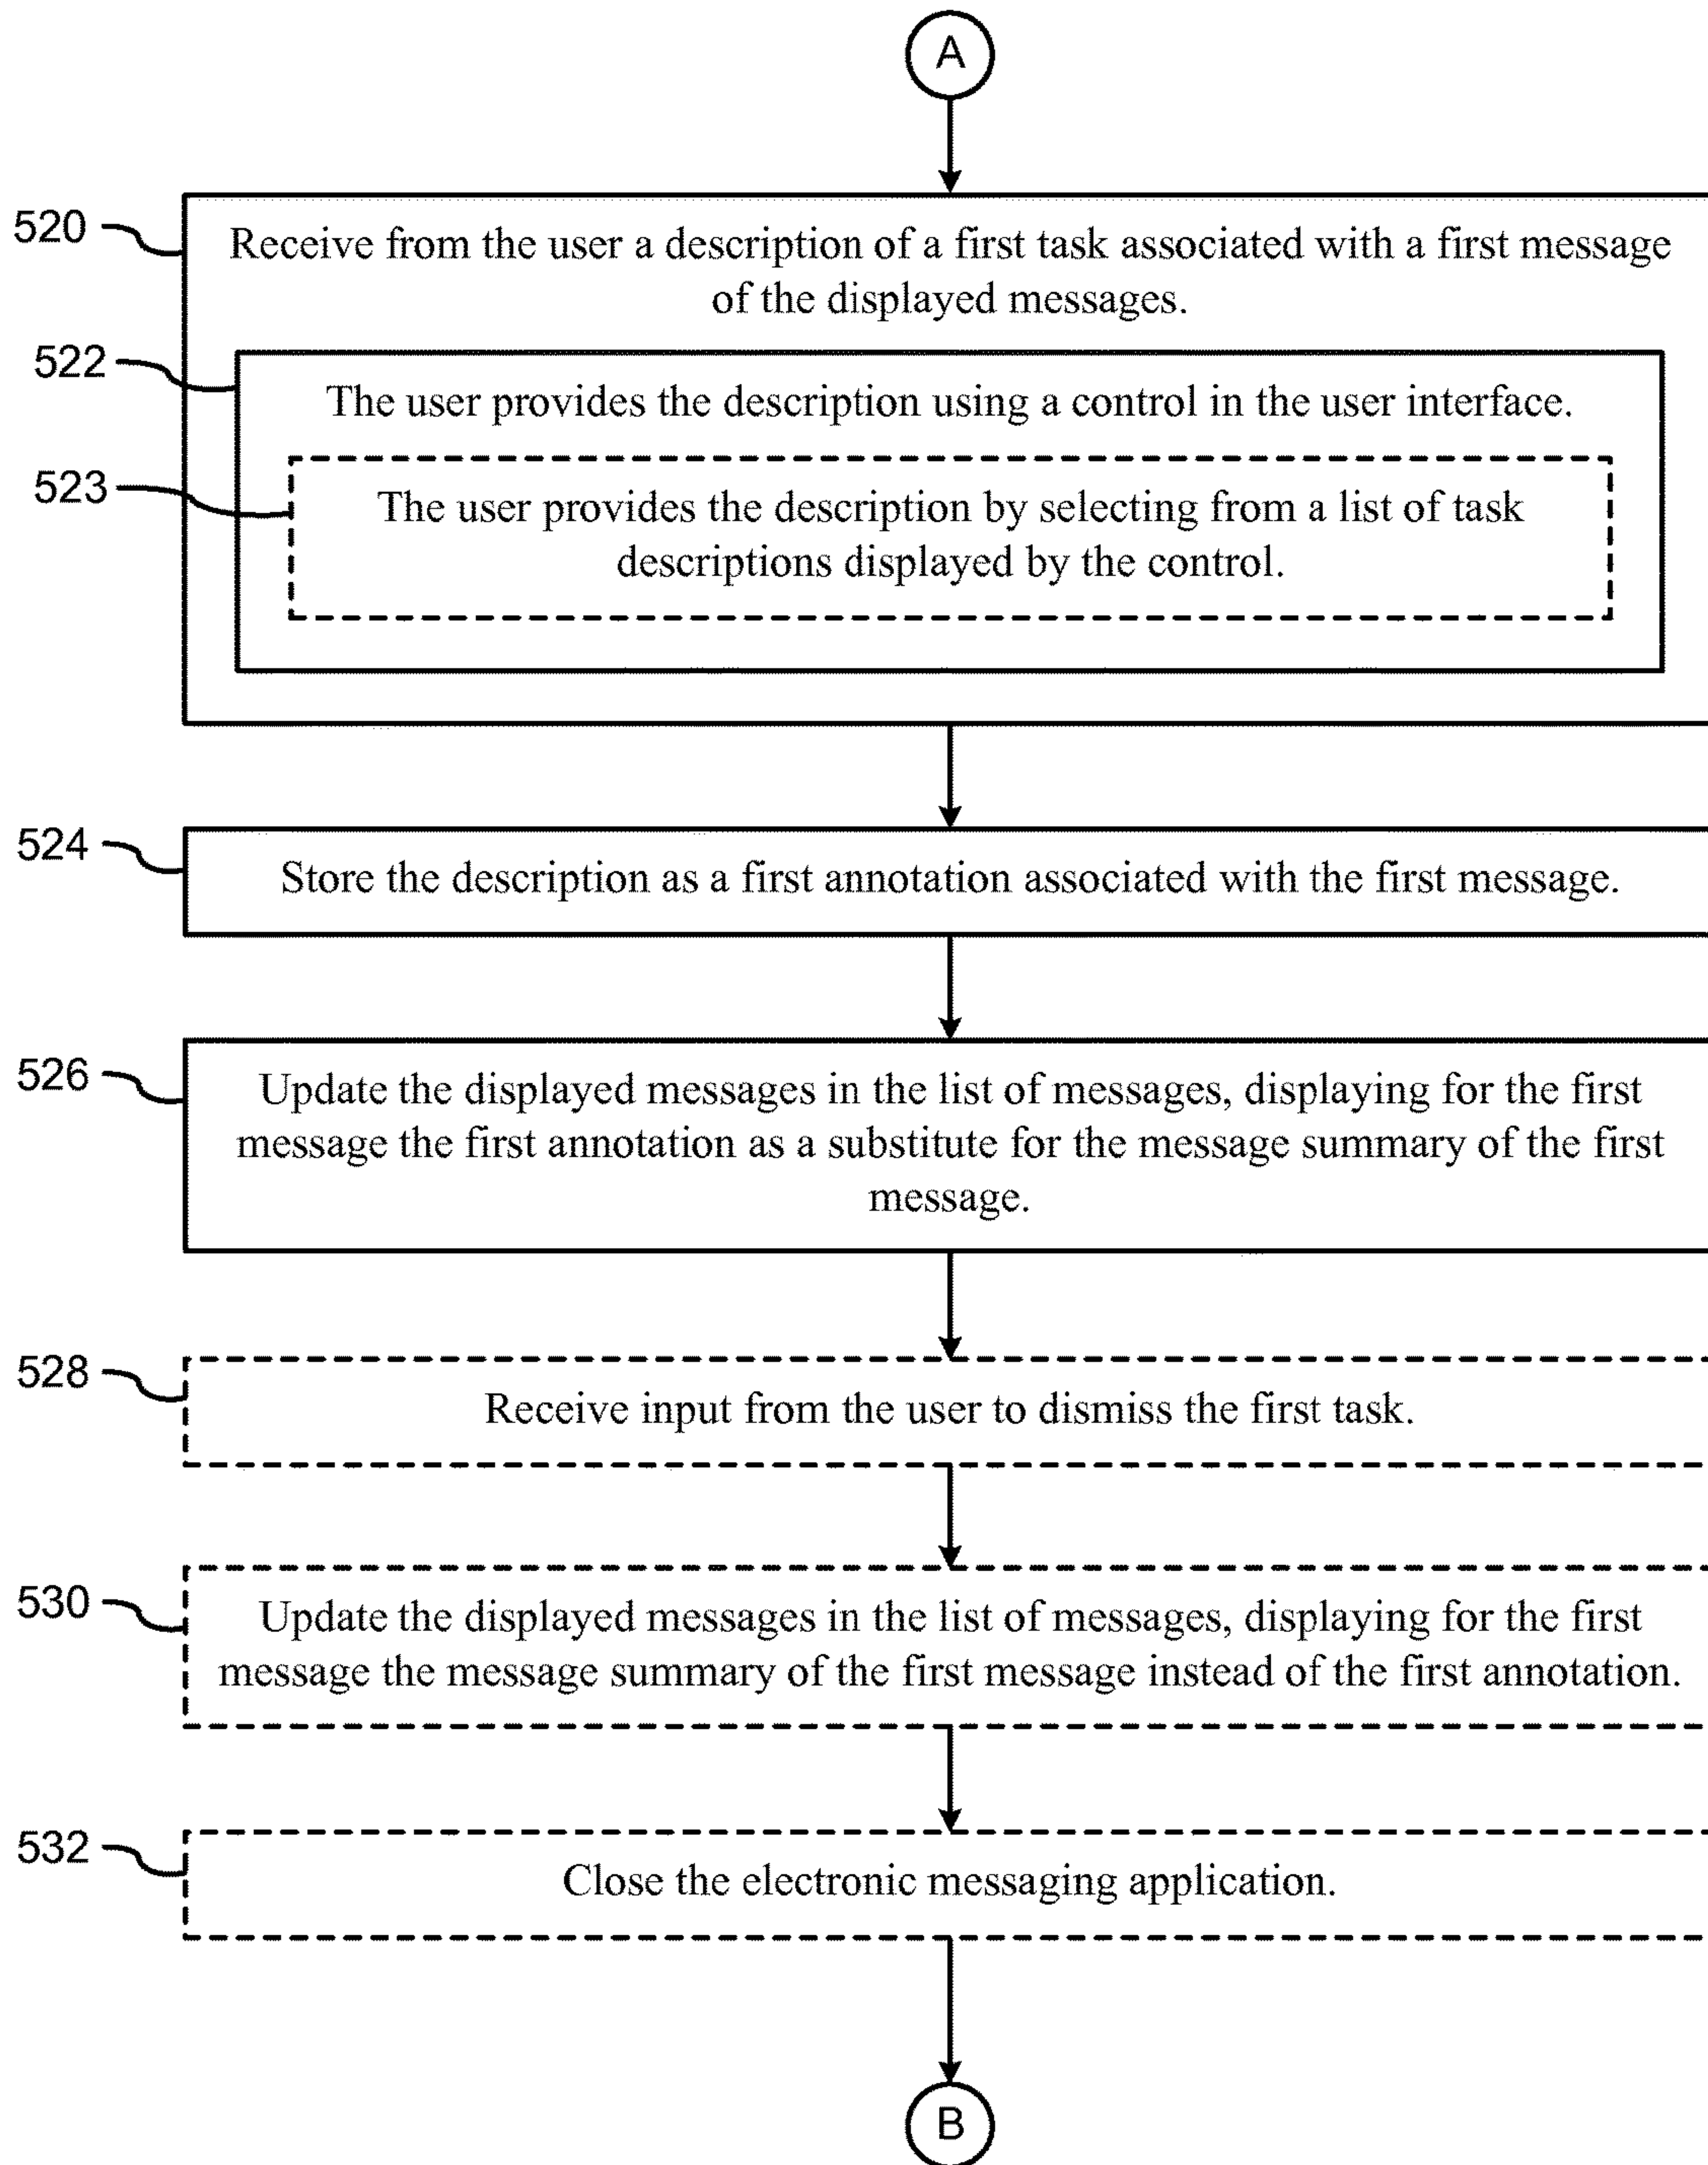 A
520
Receive from the user a description of a first task associated with a first message
of the displayed messages.
522
The user provides the description using a control in the user interface.
523
The user provides the description by selecting from a list of task
descriptions displayed by the control.
524
Store the description as a first annotation associated with the first message.
526
Update the displayed messages in the list of messages, displaying for the first
message the first annotation as a substitute for the message summary of the first
message.
528
Receive input from the user to dismiss the first task.
530
Update the displayed messages in the list of messages, displaying for the first
message the message summary of the first message instead of the first annotation.
532
Close the electronic messaging application.
B